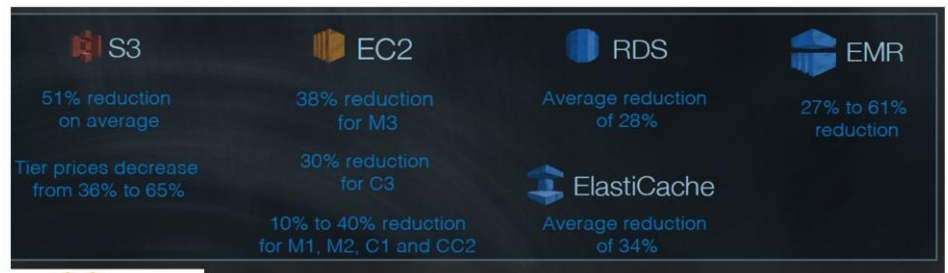 S3
51% reduction
on average
Tier prices decrease
from 36% to 65%
EC2
38% reduction
for M3
30% reduction
for C3
10% to 40% reduction
for M1, M2, C1 and CC2
RDS
Average reduction
of 28%
ElastiCache
Average reduction
of 34%
EMR
27% to 61%
reduction